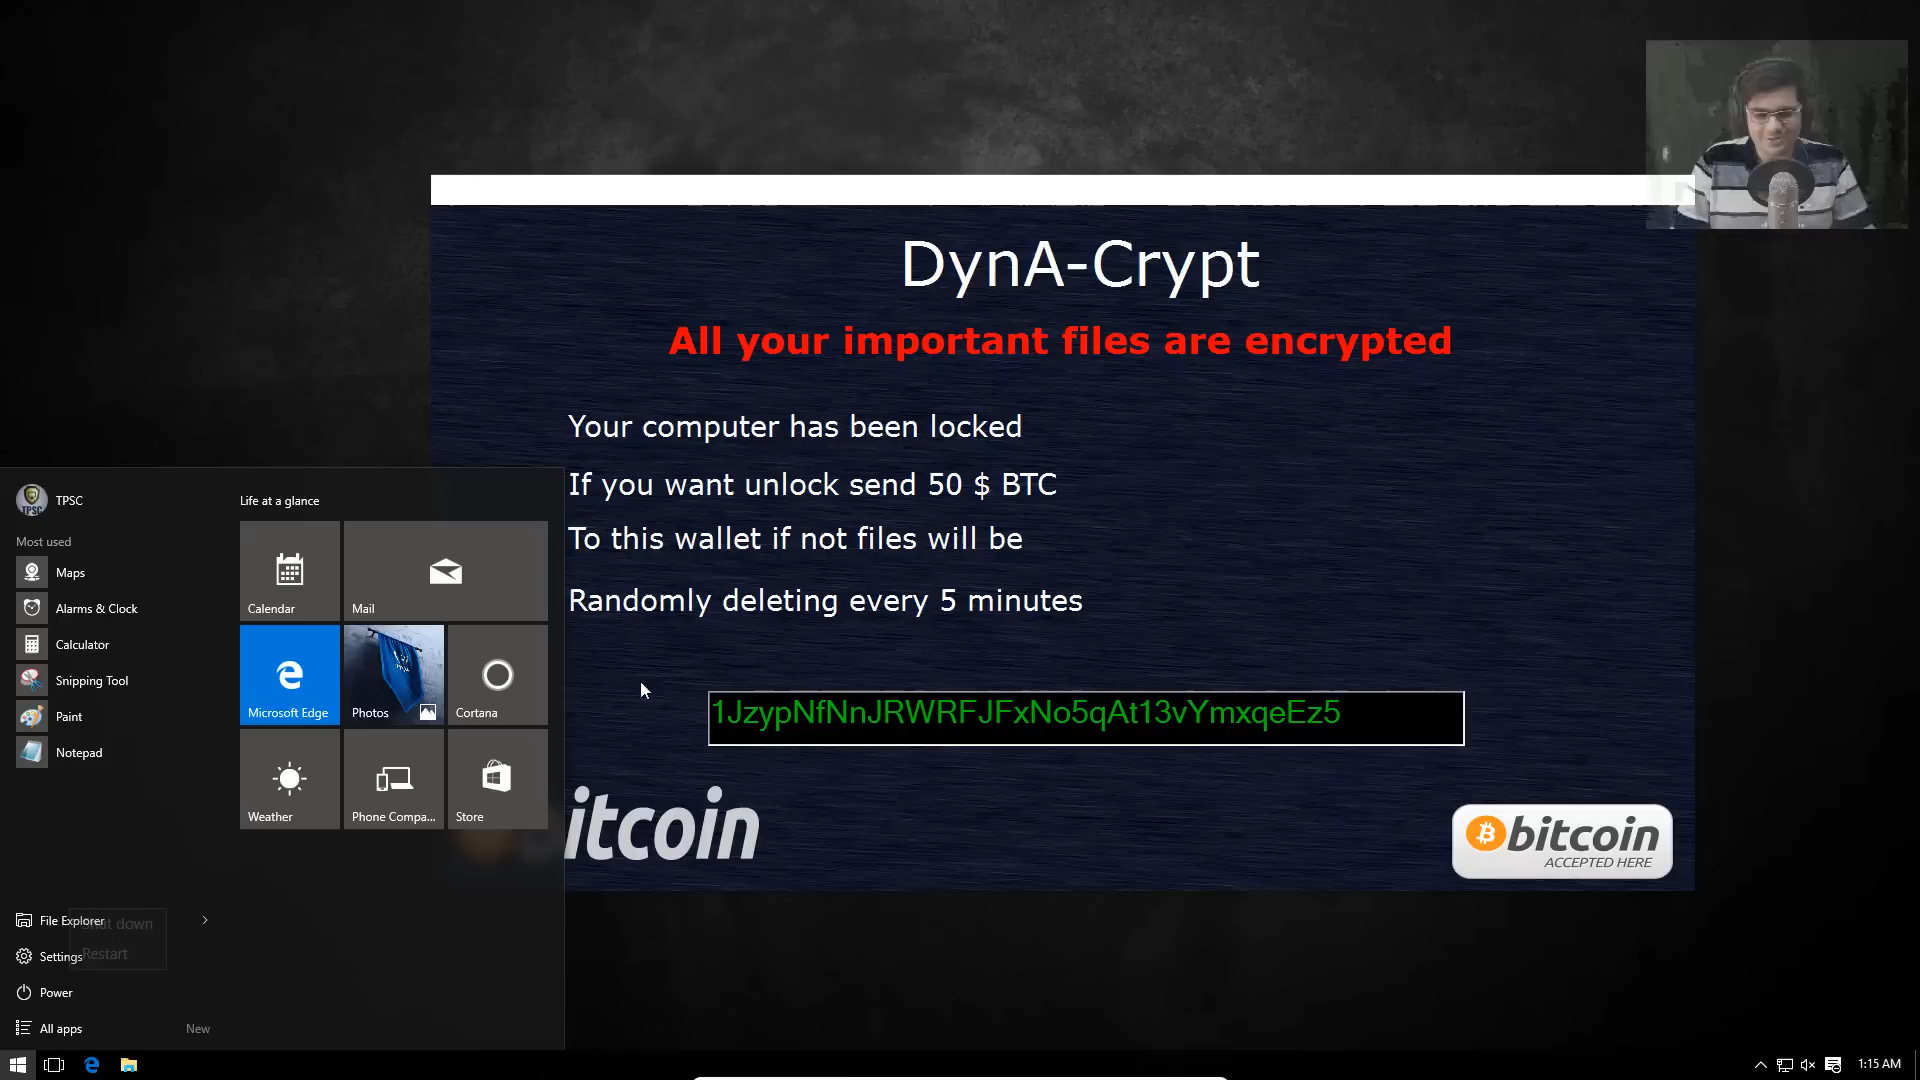 DynA-Crypt
All your important files are encrypted
Your computer has been locked
If you want unlock send 50 $ BTC
To this wallet if not files will be
Randomly deleting every 5 minutes
1JzypNfNnJRWRFJFxNo5qAt13vYmxqeEz5
itcoin
bitcoin
ACCEPTED HERE
TPSC
TPSC
Most used
Maps
Alarms & Clock
Calculator
Snipping Tool
Paint
Notepad
Life at a glance
Calendar
Mail
Microsoft Edge
Photos
Cortana
Weather
Phone Compa...
Store
File Explorer
Shut down
Settings
Restart
Power
All apps
New
1:15 AM